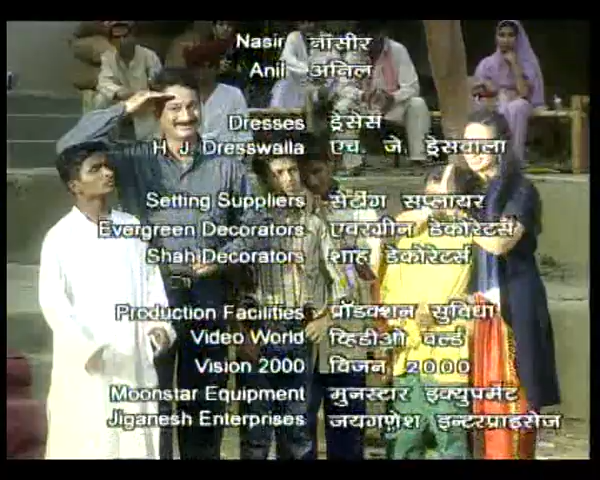 Nasir नासीर
Anil अनिल
Dresses ड्रेसेस
H. J. Dresswalla एच. जे. ड्रेसवाला
Setting Suppliers सेटींग सप्लायर
Evergreen Decorators एवरग्रीन डेकोरेटर्स
Shah Decorators शाह डेकोरेटर्स
Production Facilities प्रॉडक्शन सुविधा
Video World व्हिडीओ वर्ल्ड
Vision 2000 विजन 2000
Moonstar Equipment मुनस्टार इक्युपमेंट
Jiganesh Enterprises जयगणेश इन्टरप्राइसेज